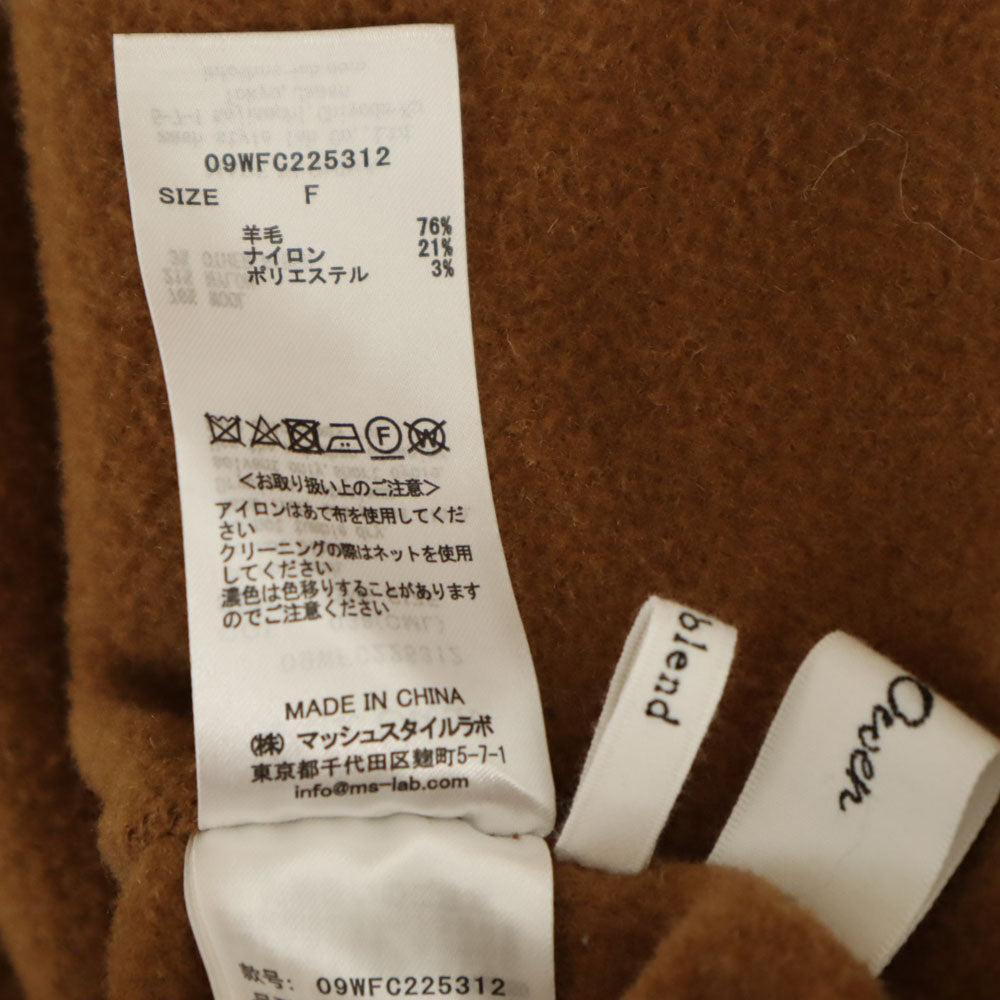 09WFC225312
SIZE F
羊毛 76%
ナイロン 21%
ポリエステル 3%
F W
<お取り扱い上のご注意>
アイロンはあて布を使用してくだ
さい
クリーニングの際はネットを使用
してください
濃色は色移りすることがあります
のでご注意ください
MADE IN CHINA
(株) マッシュスタイルラボ
東京都千代田区麹町5-7-1
info@ms-lab.com
款号: 09WFC225312
blend
Owen